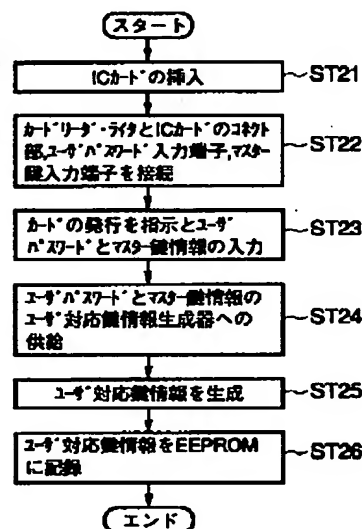 スタート
ICカードの挿入
ST21
カードリーダ・ライタとICカードのコネクト
部,ユーザパスワード入力端子,マスター
鍵入力端子を接続
ST22
カードの発行を指示とユーザ
パスワードとマスター鍵情報の入力
ST23
ユーザパスワードとマスター鍵情報の
ユーザ対応鍵情報生成器への
供給
ST24
ユーザ対応鍵情報を生成
ST25
ユーザ対応鍵情報をEEPROM
に記録
ST26
エンド